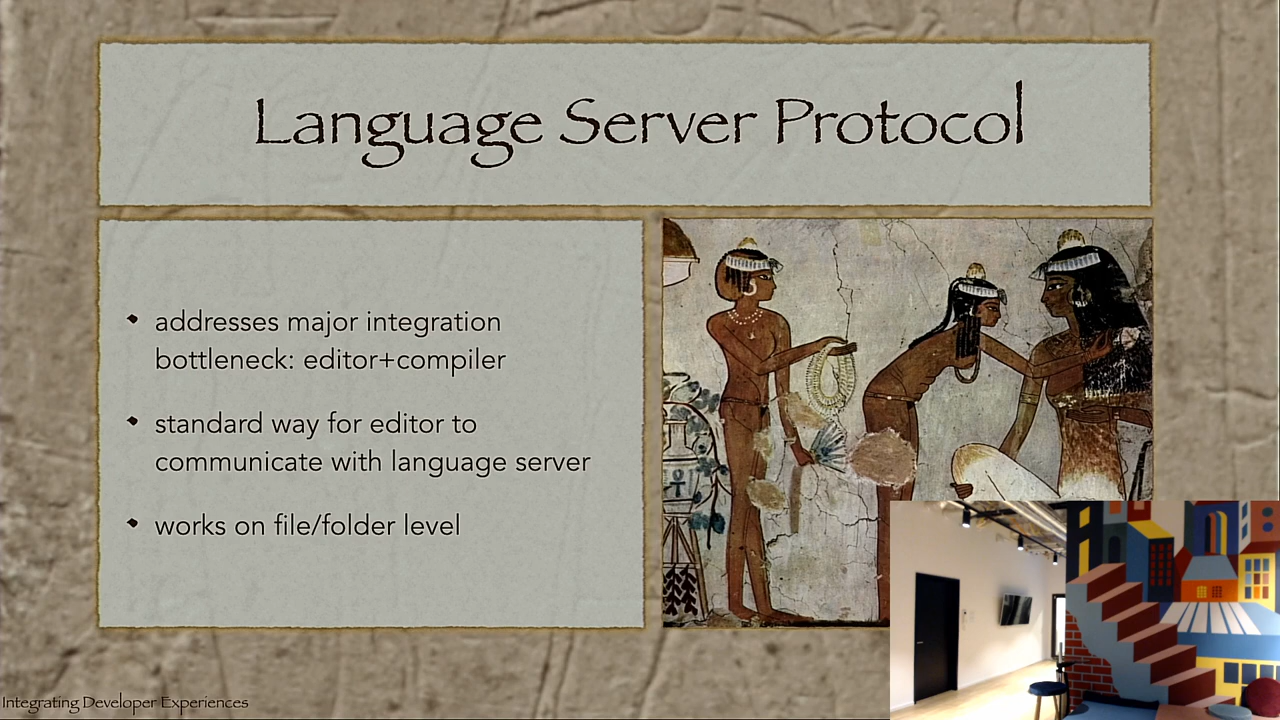 Language Server Protocol
addresses major integration
bottleneck: editor+compiler
standard way for editor to
communicate with language server
works on file/folder level
Integrating Developer Experiences